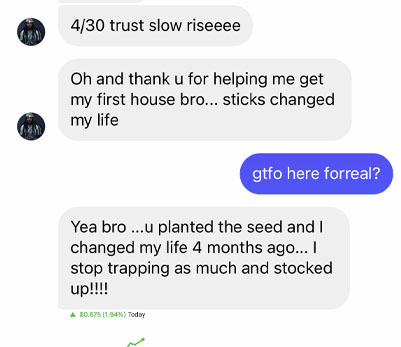 4/30 trust slow riseeee
Oh and thank u for helping me get
my first house bro... sticks changed
my life
gtfo here forreal?
Yea bro ...u planted the seed and I
changed my life 4 months ago... I
stop trapping as much and stocked
up!!!!
▲ $0.675 (1.94%) Today